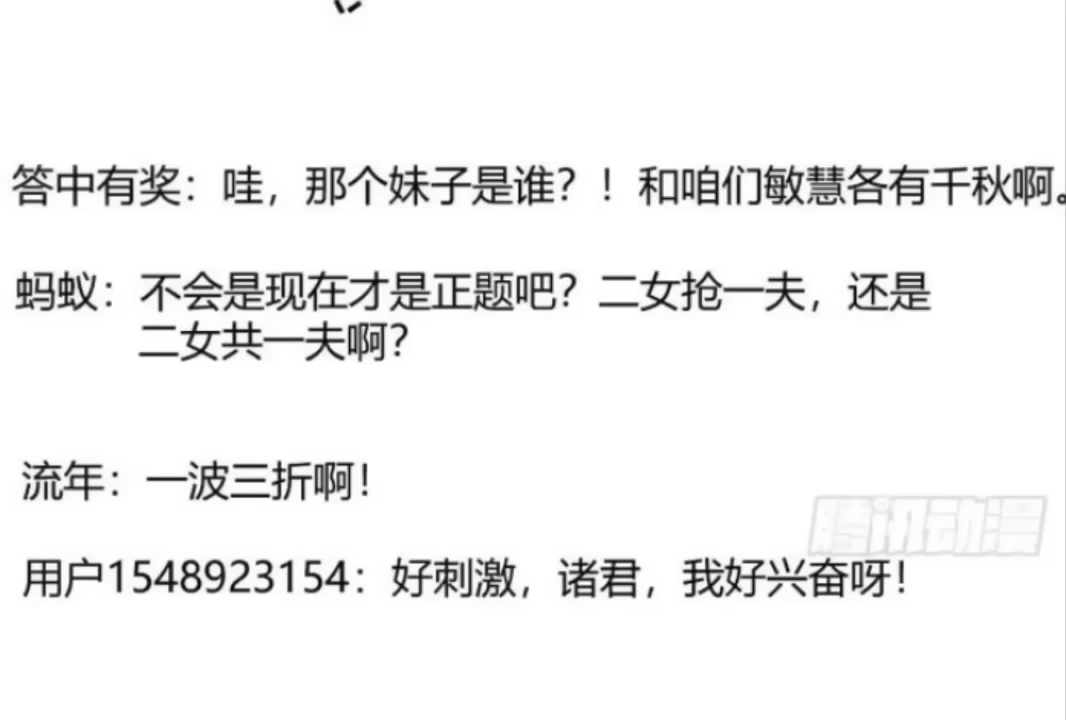 答中有奖：哇，那个妹子是谁？！和咱们敏慧各有千秋啊。
蚂蚁：不会是现在才是正题吧？二女抢一夫，还是
二女共一夫啊？
流年：一波三折啊！
腾讯动漫
用户1548923154：好刺激，诸君，我好兴奋呀！